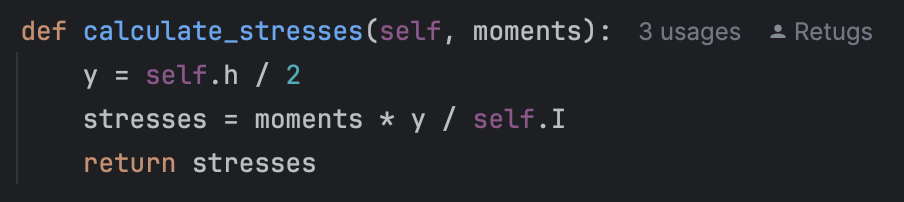 def calculate_stresses(self, moments): 3 usages Retugs
    y = self.h / 2
    stresses = moments * y / self.I
    return stresses